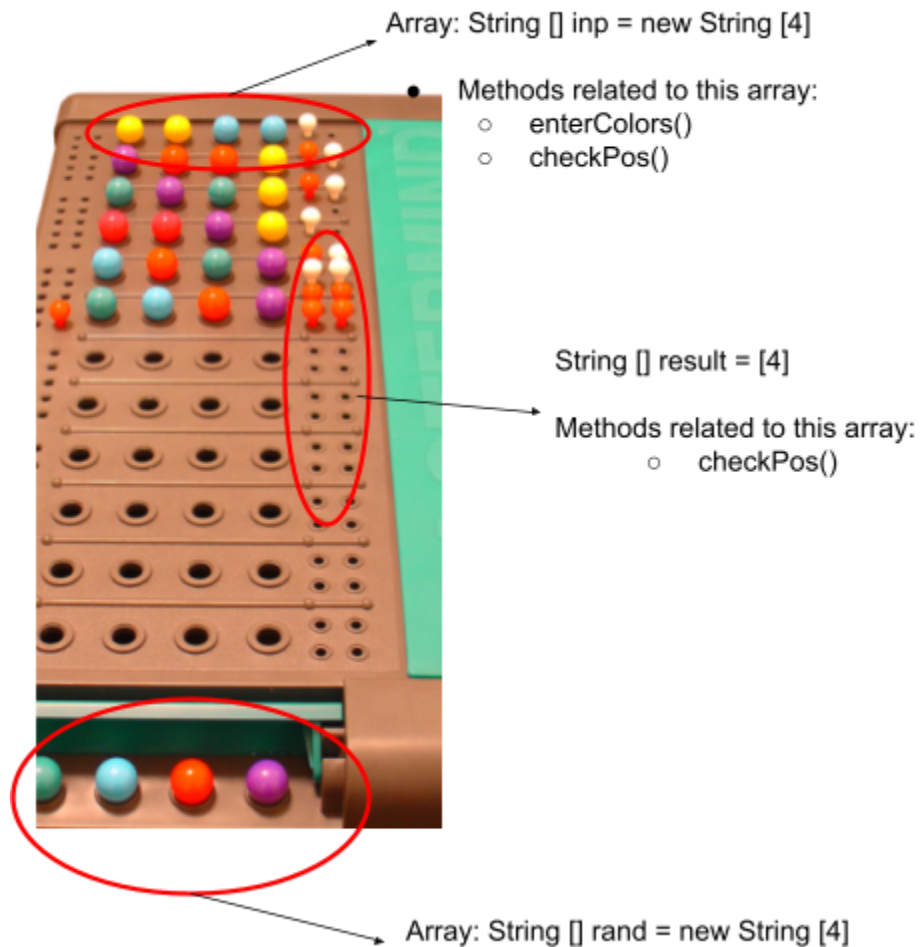 Array: String [] inp = new String [4]
Methods related to this array:
enterColors()
checkPos()
String [] result = [4]
Methods related to this array:
checkPos()
Array: String [] rand = new String [4]